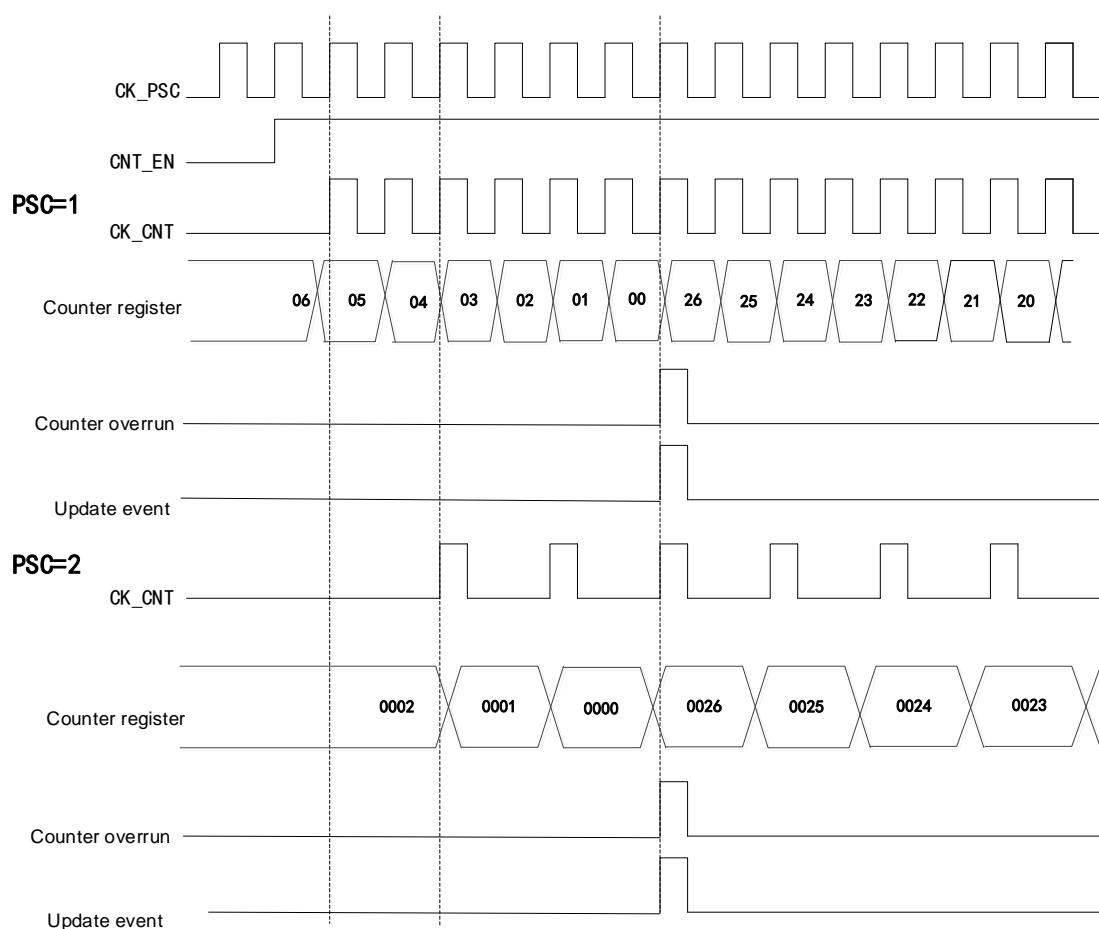 CK_PSC
CNT_EN
PSC=1
CK_CNT
Counter register 06 05 04 03 02 01 00 26 25 24 23 22 21 20
Counter overrun
Update event
PSC=2
CK_CNT
Counter register 0002 0001 0000 0026 0025 0024 0023
Counter overrun
Update event